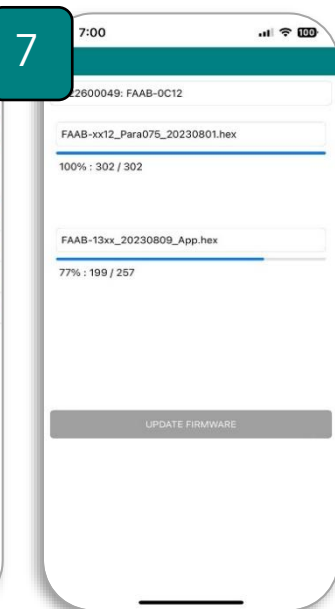 7
7:00
100
22600049: FAAB-0C12
FAAB-xx12_Para075_20230801.hex
100% : 302 / 302
FAAB-13xx_20230809_App.hex
77% : 199 / 257
UPDATE FIRMWARE